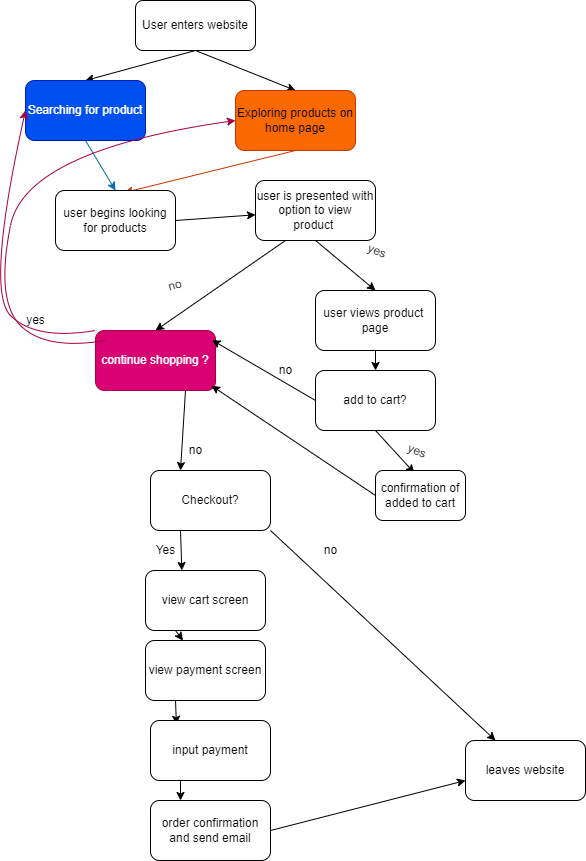 User enters website
Searching for product
Exploring products on
home page
user begins looking
for products
user is presented with
option to view
product
yes
no
user views product
page
yes
continue shopping ?
no
add to cart?
yes
no
confirmation of
added to cart
Checkout?
Yes
no
view cart screen
view payment screen
input payment
leaves website
order confirmation
and send email